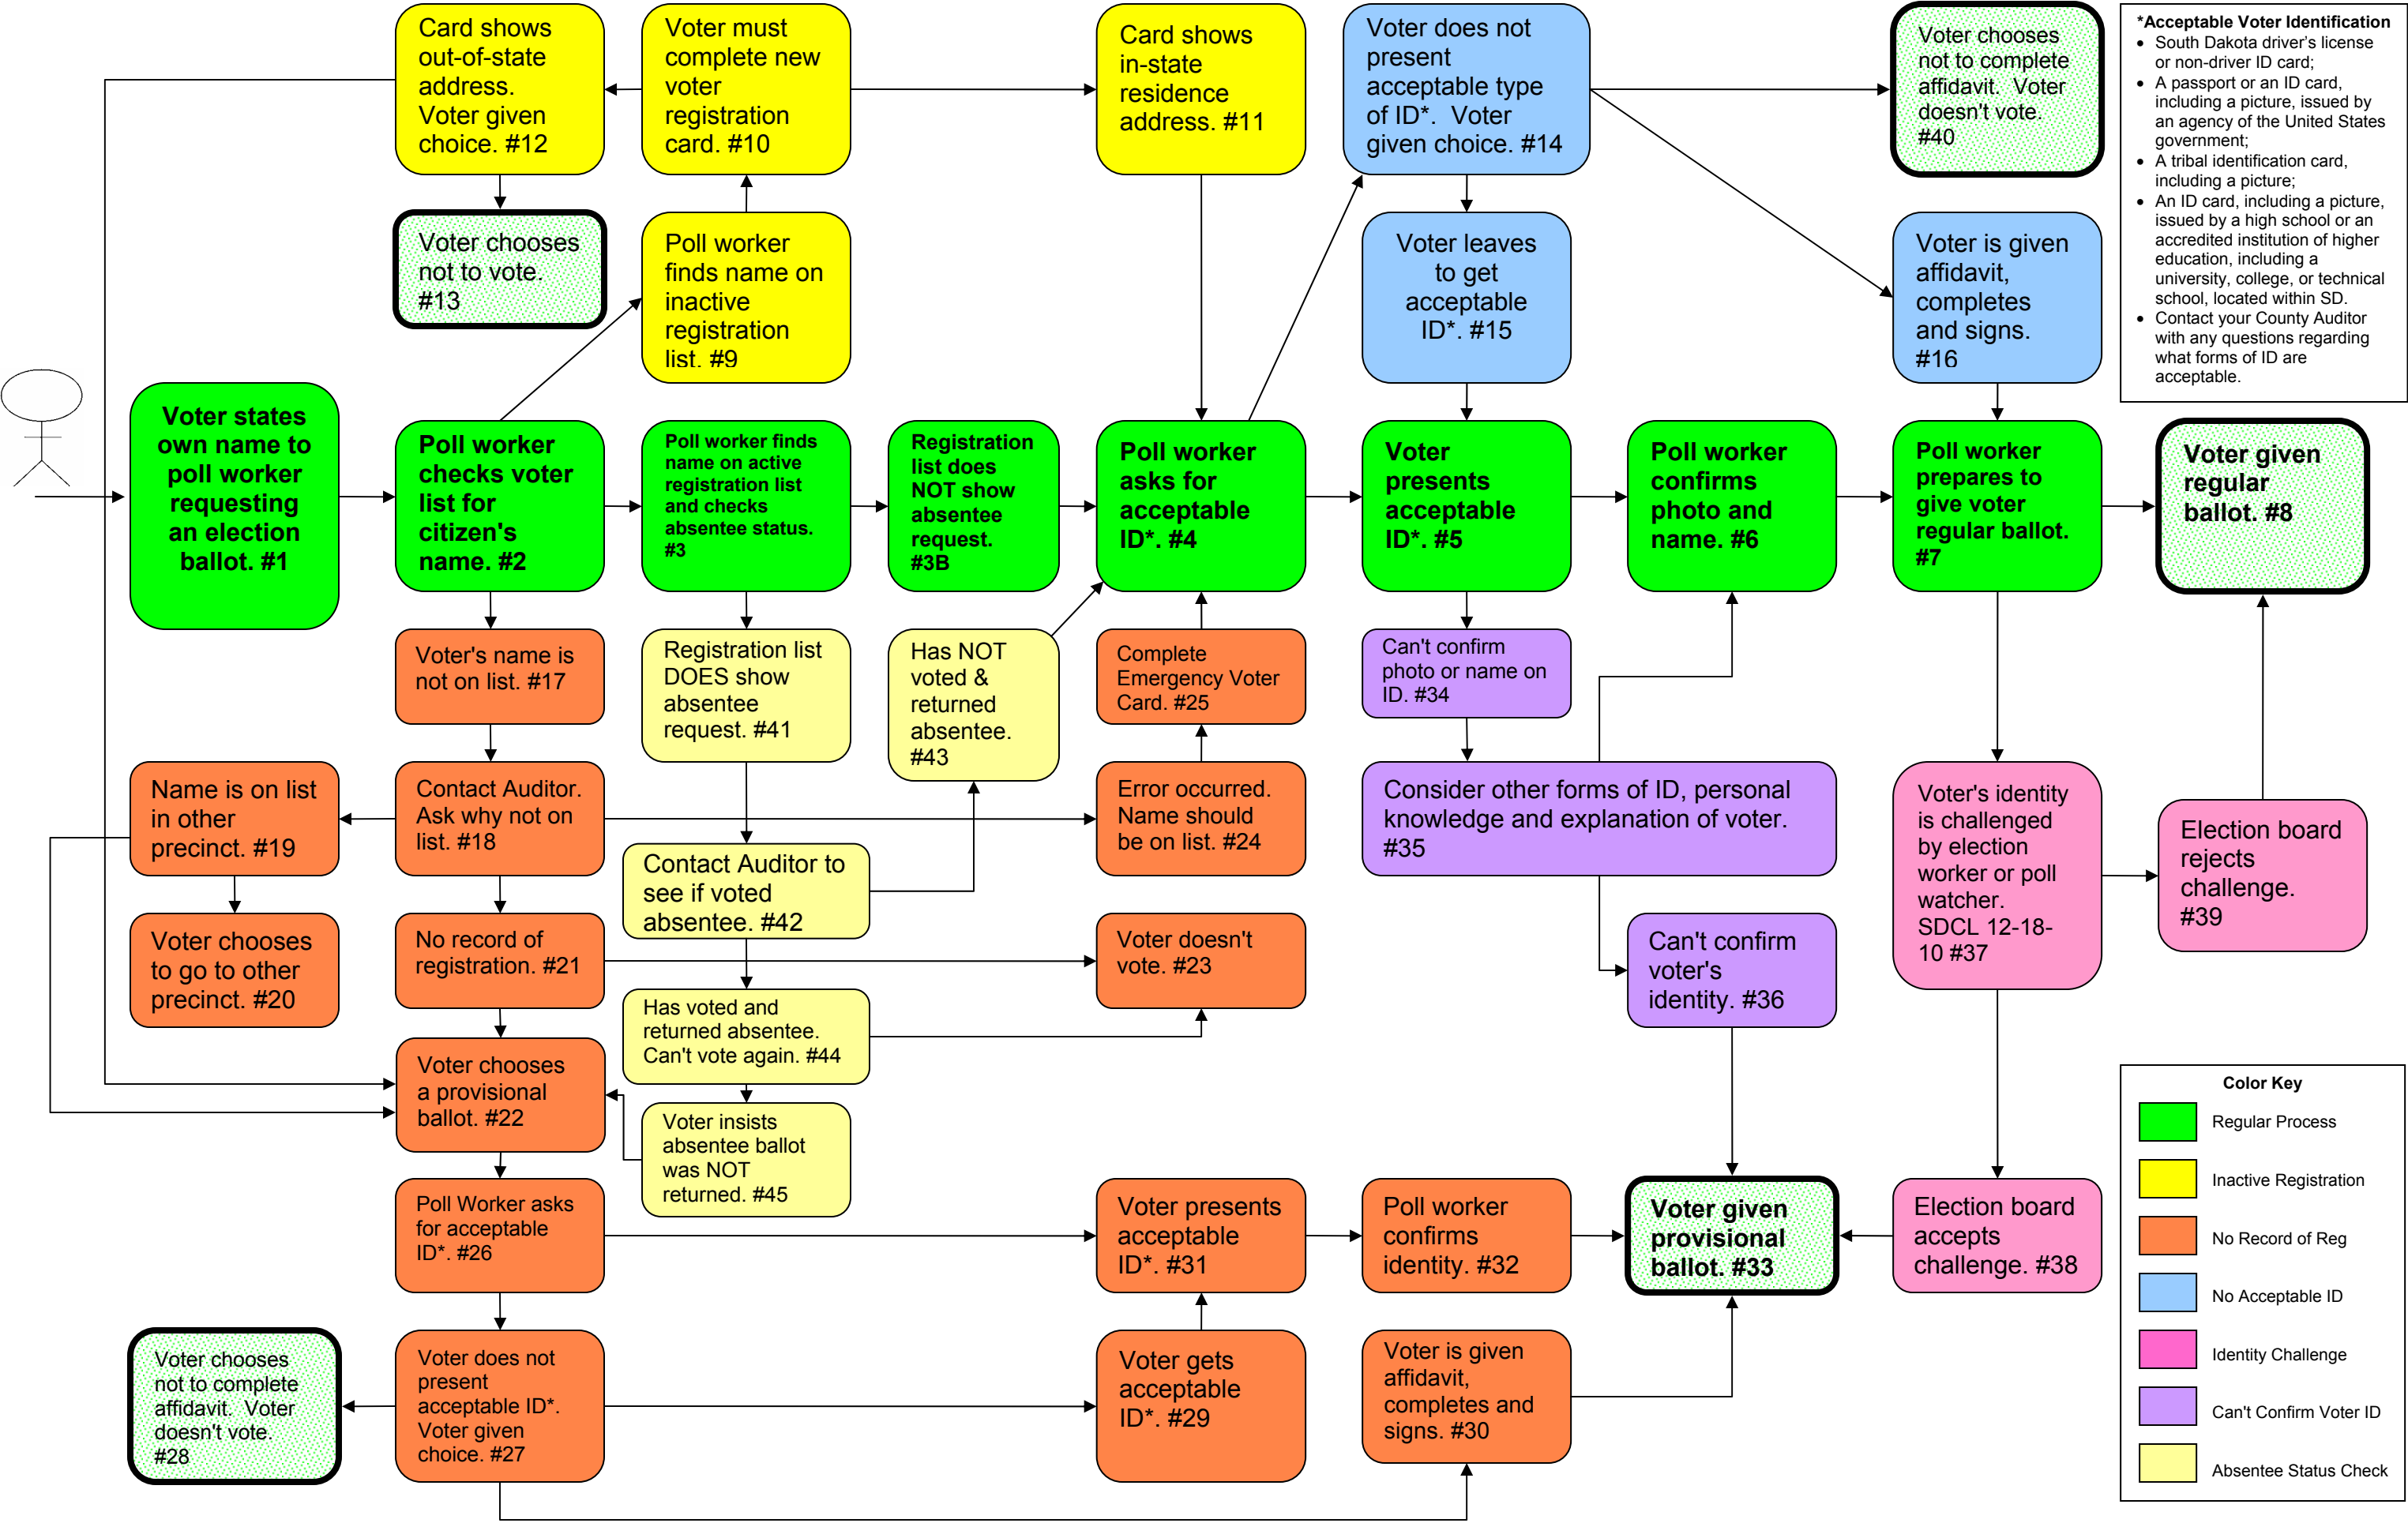 Card shows
out-of-state
address.
Voter given
choice. #12
Voter must
complete new
voter
registration
card. #10
Card shows
in-state
residence
address. #11
Voter does not
present
acceptable type
of ID*.  Voter
given choice. #14
Voter chooses
not to complete
affidavit.  Voter
doesn't vote.
#40
*Acceptable Voter Identification
• South Dakota driver's license
or non-driver ID card;
• A passport or an ID card,
including a picture, issued by
an agency of the United States
government;
• A tribal identification card,
including a picture;
• An ID card, including a picture,
issued by a high school or an
accredited institution of higher
education, including a
university, college, or technical
school, located within SD.
• Contact your County Auditor
with any questions regarding
what forms of ID are
acceptable.
Voter chooses
not to vote.
#13
Poll worker
finds name on
inactive
registration
list. #9
Voter leaves
to get
acceptable
ID*. #15
Voter is given
affidavit,
completes
and signs.
#16
Voter states
own name to
poll worker
requesting
an election
ballot. #1
Poll worker
checks voter
list for
citizen's
name. #2
Poll worker finds
name on active
registration list
and checks
absentee status.
#3
Registration
list does
NOT show
absentee
request.
#3B
Poll worker
asks for
acceptable
ID*. #4
Voter
presents
acceptable
ID*. #5
Poll worker
confirms
photo and
name. #6
Poll worker
prepares to
give voter
regular ballot.
#7
Voter given
regular
ballot. #8
Voter's name is
not on list. #17
Registration list
DOES show
absentee
request. #41
Has NOT
voted &
returned
absentee.
#43
Complete
Emergency Voter
Card. #25
Can't confirm
photo or name on
ID. #34
Name is on list
in other
precinct. #19
Contact Auditor.
Ask why not on
list. #18
Contact Auditor to
see if voted
absentee. #42
Error occurred.
Name should
be on list. #24
Consider other forms of ID, personal
knowledge and explanation of voter.
#35
Voter's identity
is challenged
by election
worker or poll
watcher.
SDCL 12-18-
10 #37
Election board
rejects
challenge.
#39
Voter chooses
to go to other
precinct. #20
No record of
registration. #21
Voter doesn't
vote. #23
Can't confirm
voter's
identity. #36
Has voted and
returned absentee.
Can't vote again. #44
Voter chooses
a provisional
ballot. #22
Voter insists
absentee ballot
was NOT
returned. #45
Poll Worker asks
for acceptable
ID*. #26
Voter presents
acceptable
ID*. #31
Poll worker
confirms
identity. #32
Voter given
provisional
ballot. #33
Election board
accepts
challenge. #38
Voter chooses
not to complete
affidavit.  Voter
doesn't vote.
#28
Voter does not
present
acceptable ID*.
Voter given
choice. #27
Voter gets
acceptable
ID*. #29
Voter is given
affidavit,
completes and
signs. #30
Color Key
Regular Process
Inactive Registration
No Record of Reg
No Acceptable ID
Identity Challenge
Can't Confirm Voter ID
Absentee Status Check